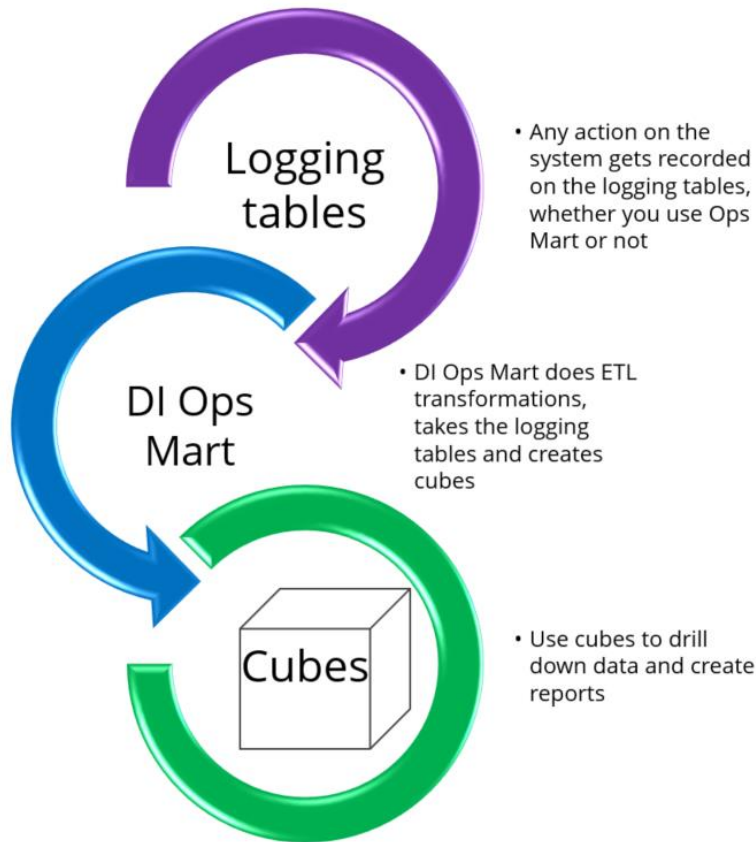 Logging
tables
• Any action on the
system gets recorded
on the logging tables,
whether you use Ops
Mart or not
DI Ops
Mart
• DI Ops Mart does ETL
transformations,
takes the logging
tables and creates
cubes
Cubes
• Use cubes to drill
down data and create
reports